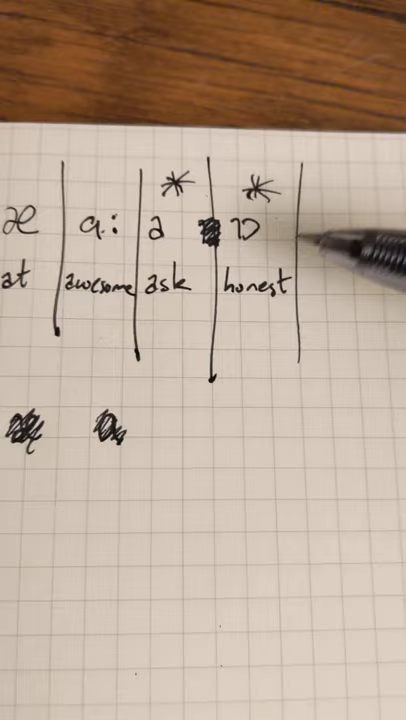 * *
æ ɑ: a ɒ
at awesome ask honest